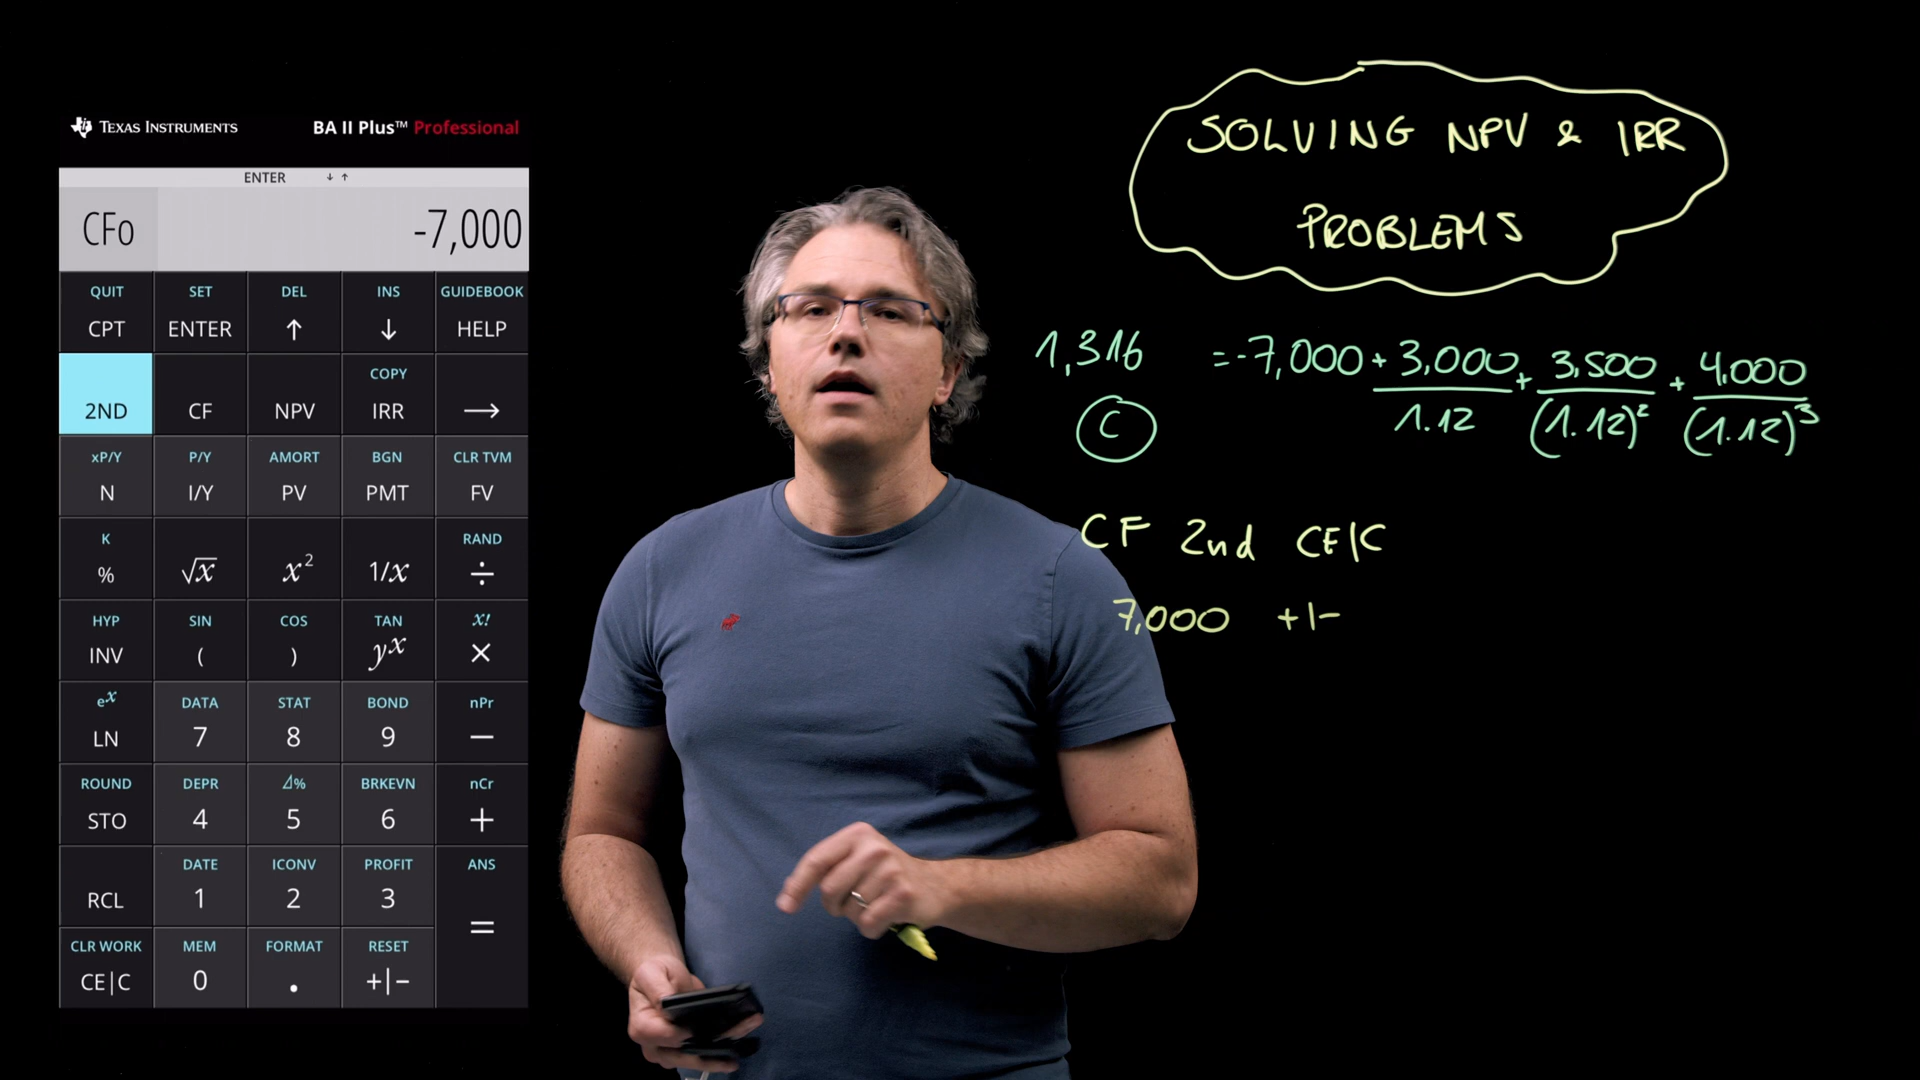 TEXAS INSTRUMENTS BA II Plus™ Professional
ENTER ↓ ↑
CFo -7,000
QUIT SET DEL INS GUIDEBOOK
CPT ENTER ↑ ↓ HELP
COPY
2ND CF NPV IRR →
xP/Y P/Y AMORT BGN CLR TVM
N I/Y PV PMT FV
K RAND
% √x x² 1/x ÷
HYP SIN COS TAN x!
INV ( ) yˣ ×
eˣ DATA STAT BOND nPr
LN 7 8 9 −
ROUND DEPR Δ% BRKEVN nCr
STO 4 5 6 +
DATE ICONV PROFIT ANS
RCL 1 2 3 =
CLR WORK MEM FORMAT RESET
CE|C 0 . +|−
SOLVING NPV & IRR
PROBLEMS
1,316 = -7,000 + 3,000/1.12 + 3,500/(1.12)² + 4,000/(1.12)³
C
CF 2nd CE|C
7,000 +|−